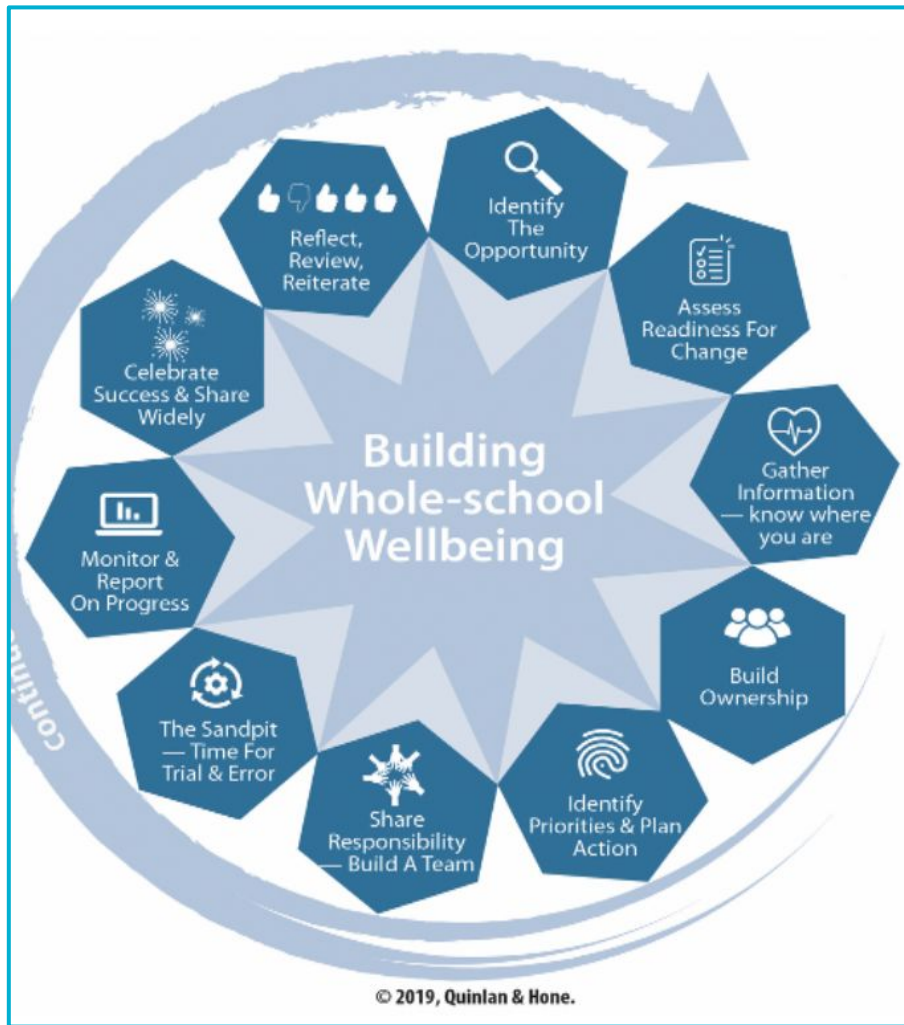 Identify
The
Opportunity
Assess
Readiness For
Change
Gather
Information
— know where
you are
Build
Ownership
Identify
Priorities & Plan
Action
Share
Responsibility
— Build A Team
The Sandpit
— Time For
Trial & Error
Monitor &
Report
On Progress
Celebrate
Success & Share
Widely
Reflect,
Review,
Reiterate
Building
Whole-school
Wellbeing
© 2019, Quinlan & Hone.